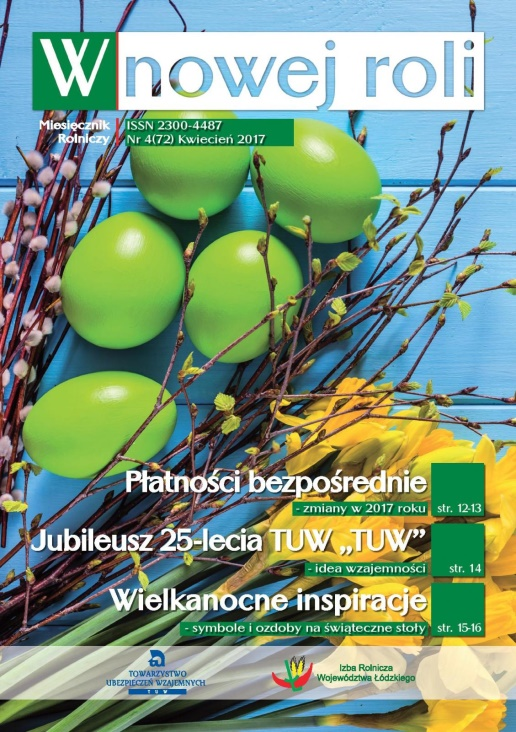 W nowej roli
Miesięcznik
Rolniczy
ISSN 2300-4487
Nr 4(72) Kwiecień 2017
Płatności bezpośrednie
- zmiany w 2017 roku str. 12-13
Jubileusz 25-lecia TUW „TUW”
- idea wzajemności str. 14
Wielkanocne inspiracje
- symbole i ozdoby na świąteczne stoły str. 15-16
TOWARZYSTWO
UBEZPIECZEŃ WZAJEMNYCH
TUW
Izba Rolnicza
Województwa Łódzkiego